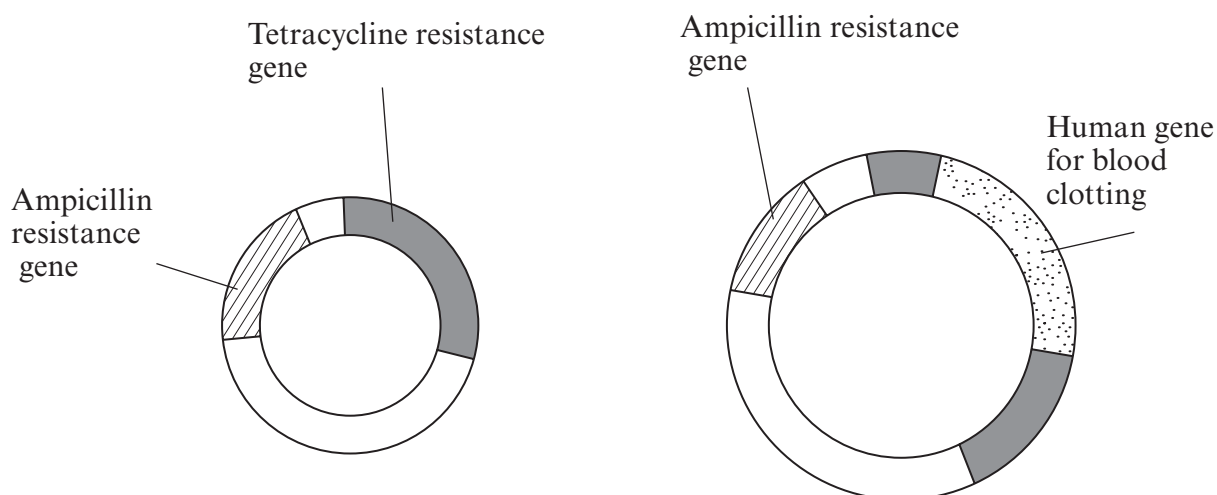 Tetracycline resistance
gene
Ampicillin
resistance
gene
Ampicillin resistance
gene
Human gene
for blood
clotting